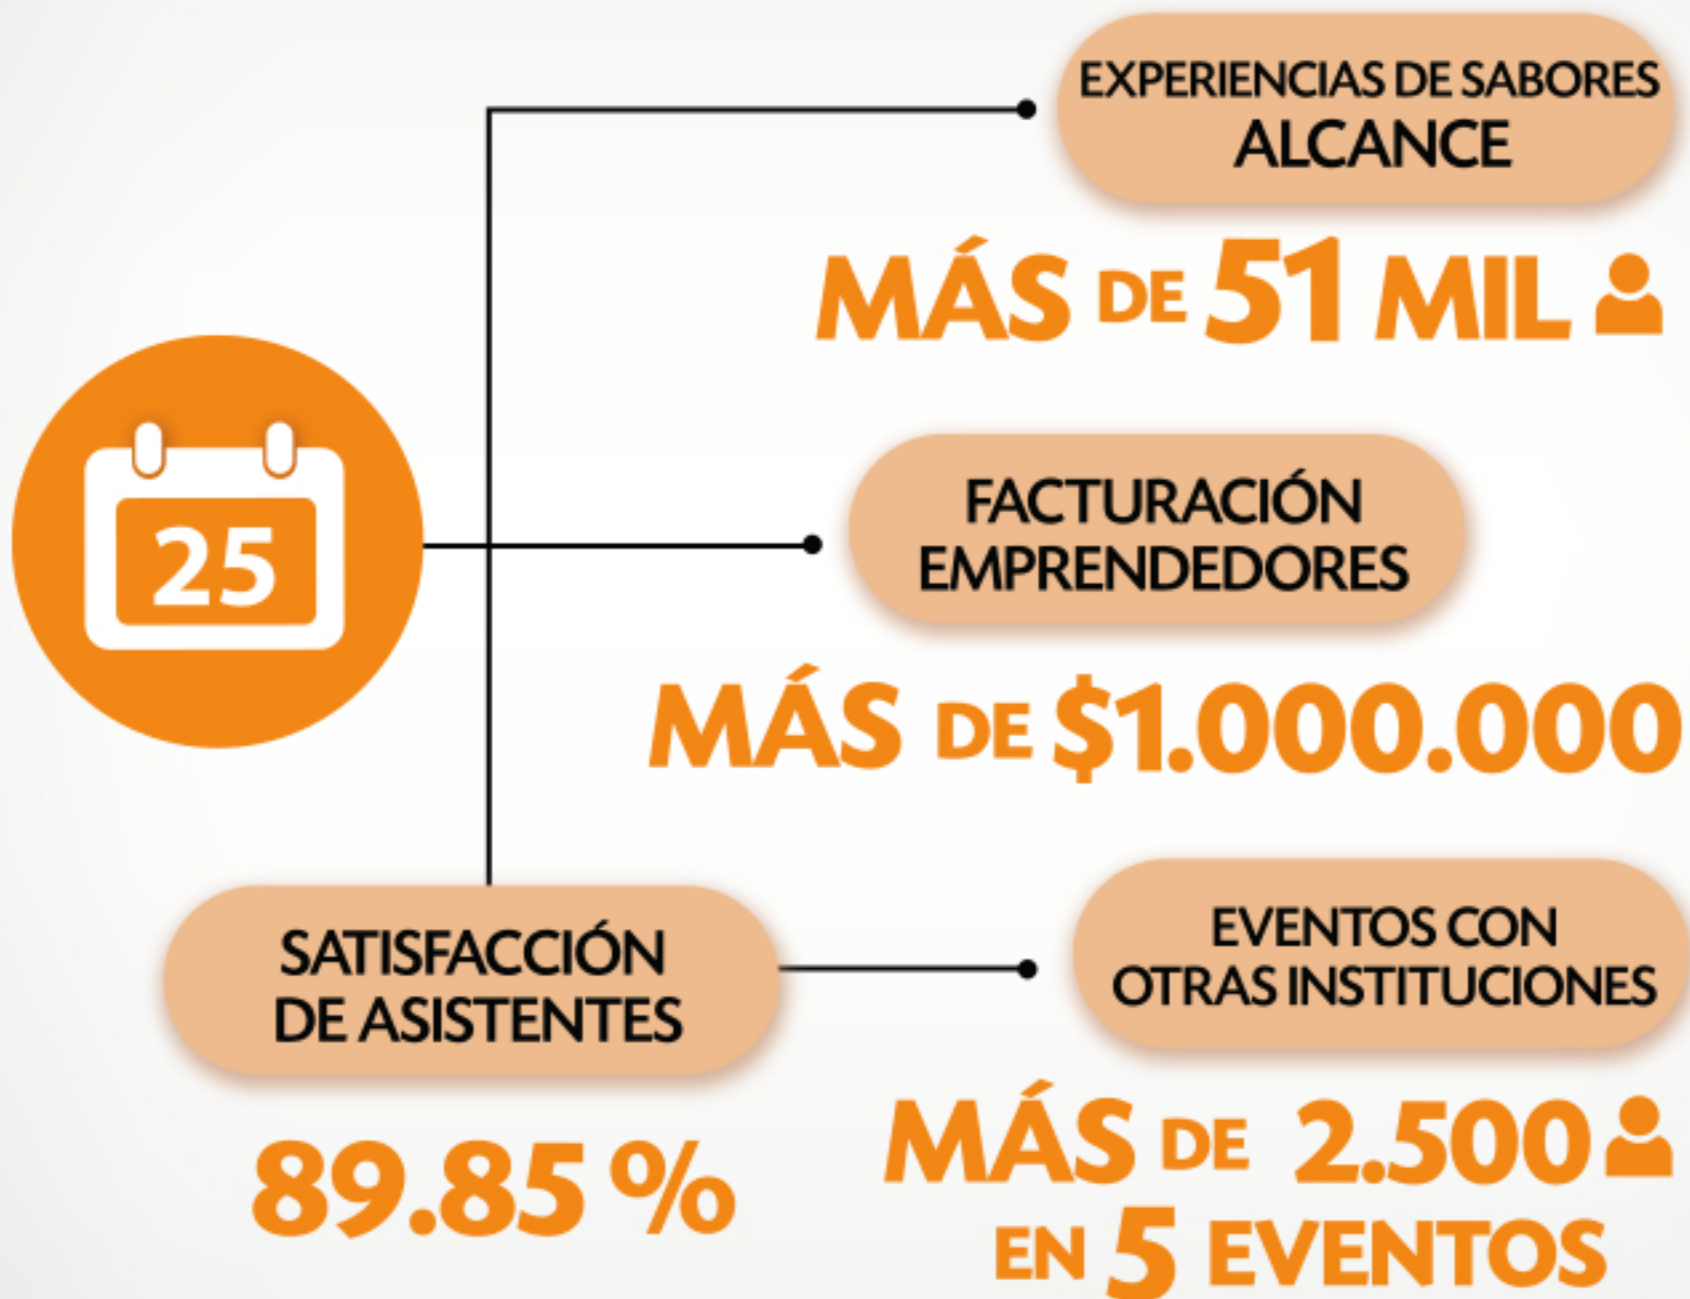 EXPERIENCIAS DE SABORES
ALCANCE
MÁS DE 51 MIL
25
FACTURACIÓN
EMPRENDEDORES
MÁS DE $1.000.000
SATISFACCIÓN
DE ASISTENTES
89.85 %
EVENTOS CON
OTRAS INSTITUCIONES
MÁS DE 2.500
EN 5 EVENTOS